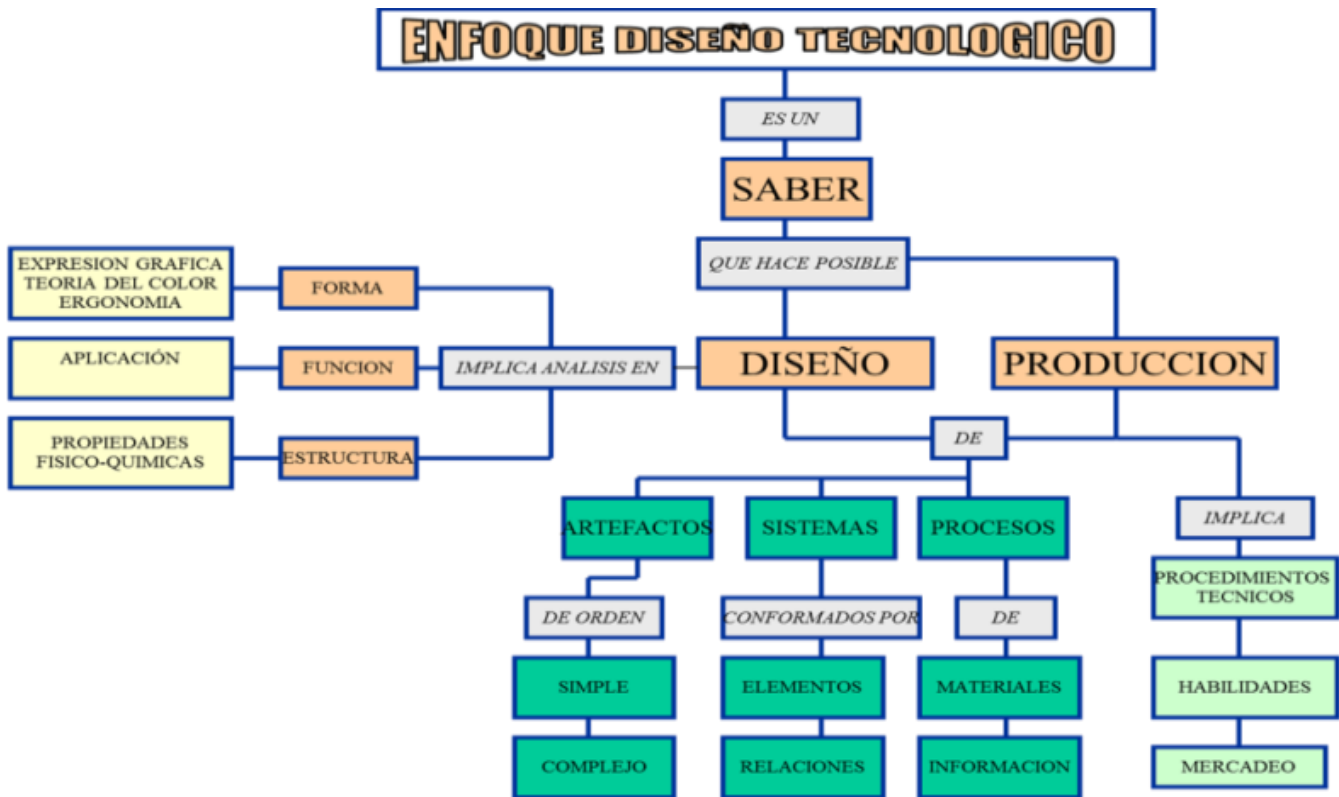 ENFOQUE DISEÑO TECNOLOGICO
ES UN
SABER
QUE HACE POSIBLE
EXPRESION GRAFICA
TEORIA DEL COLOR
ERGONOMIA
FORMA
APLICACIÓN
FUNCION
IMPLICA ANALISIS EN
DISEÑO
PRODUCCION
PROPIEDADES
FISICO-QUIMICAS
ESTRUCTURA
DE
ARTEFACTOS
SISTEMAS
PROCESOS
IMPLICA
DE ORDEN
CONFORMADOS POR
DE
PROCEDIMIENTOS
TECNICOS
SIMPLE
ELEMENTOS
MATERIALES
HABILIDADES
COMPLEJO
RELACIONES
INFORMACION
MERCADEO